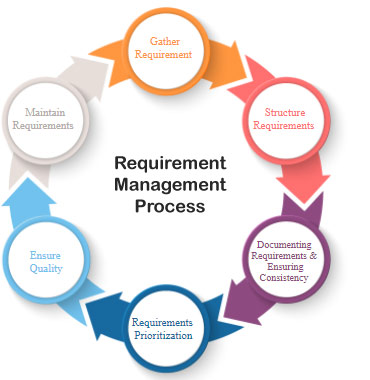 Gather
Requirement
Structure
Requirements
Documenting
Requirements &
Ensuring
Consistency
Requirements
Prioritization
Ensure
Quality
Maintain
Requirements
Requirement
Management
Process